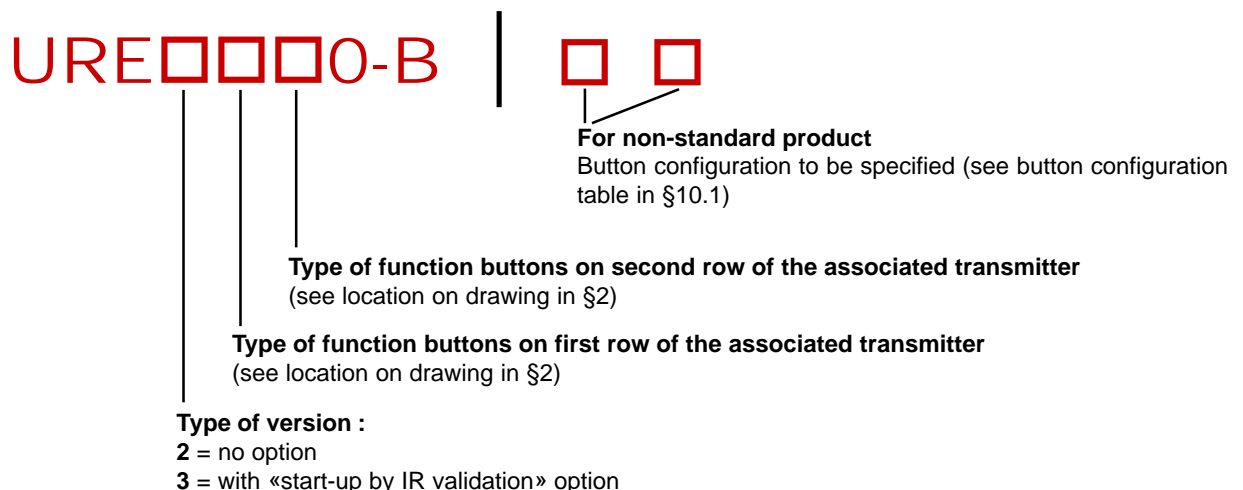 URE□□□0-B | □ □
For non-standard product
Button configuration to be specified (see button configuration
table in §10.1)
Type of function buttons on second row of the associated transmitter
(see location on drawing in §2)
Type of function buttons on first row of the associated transmitter
(see location on drawing in §2)
Type of version :
2 = no option
3 = with «start-up by IR validation» option